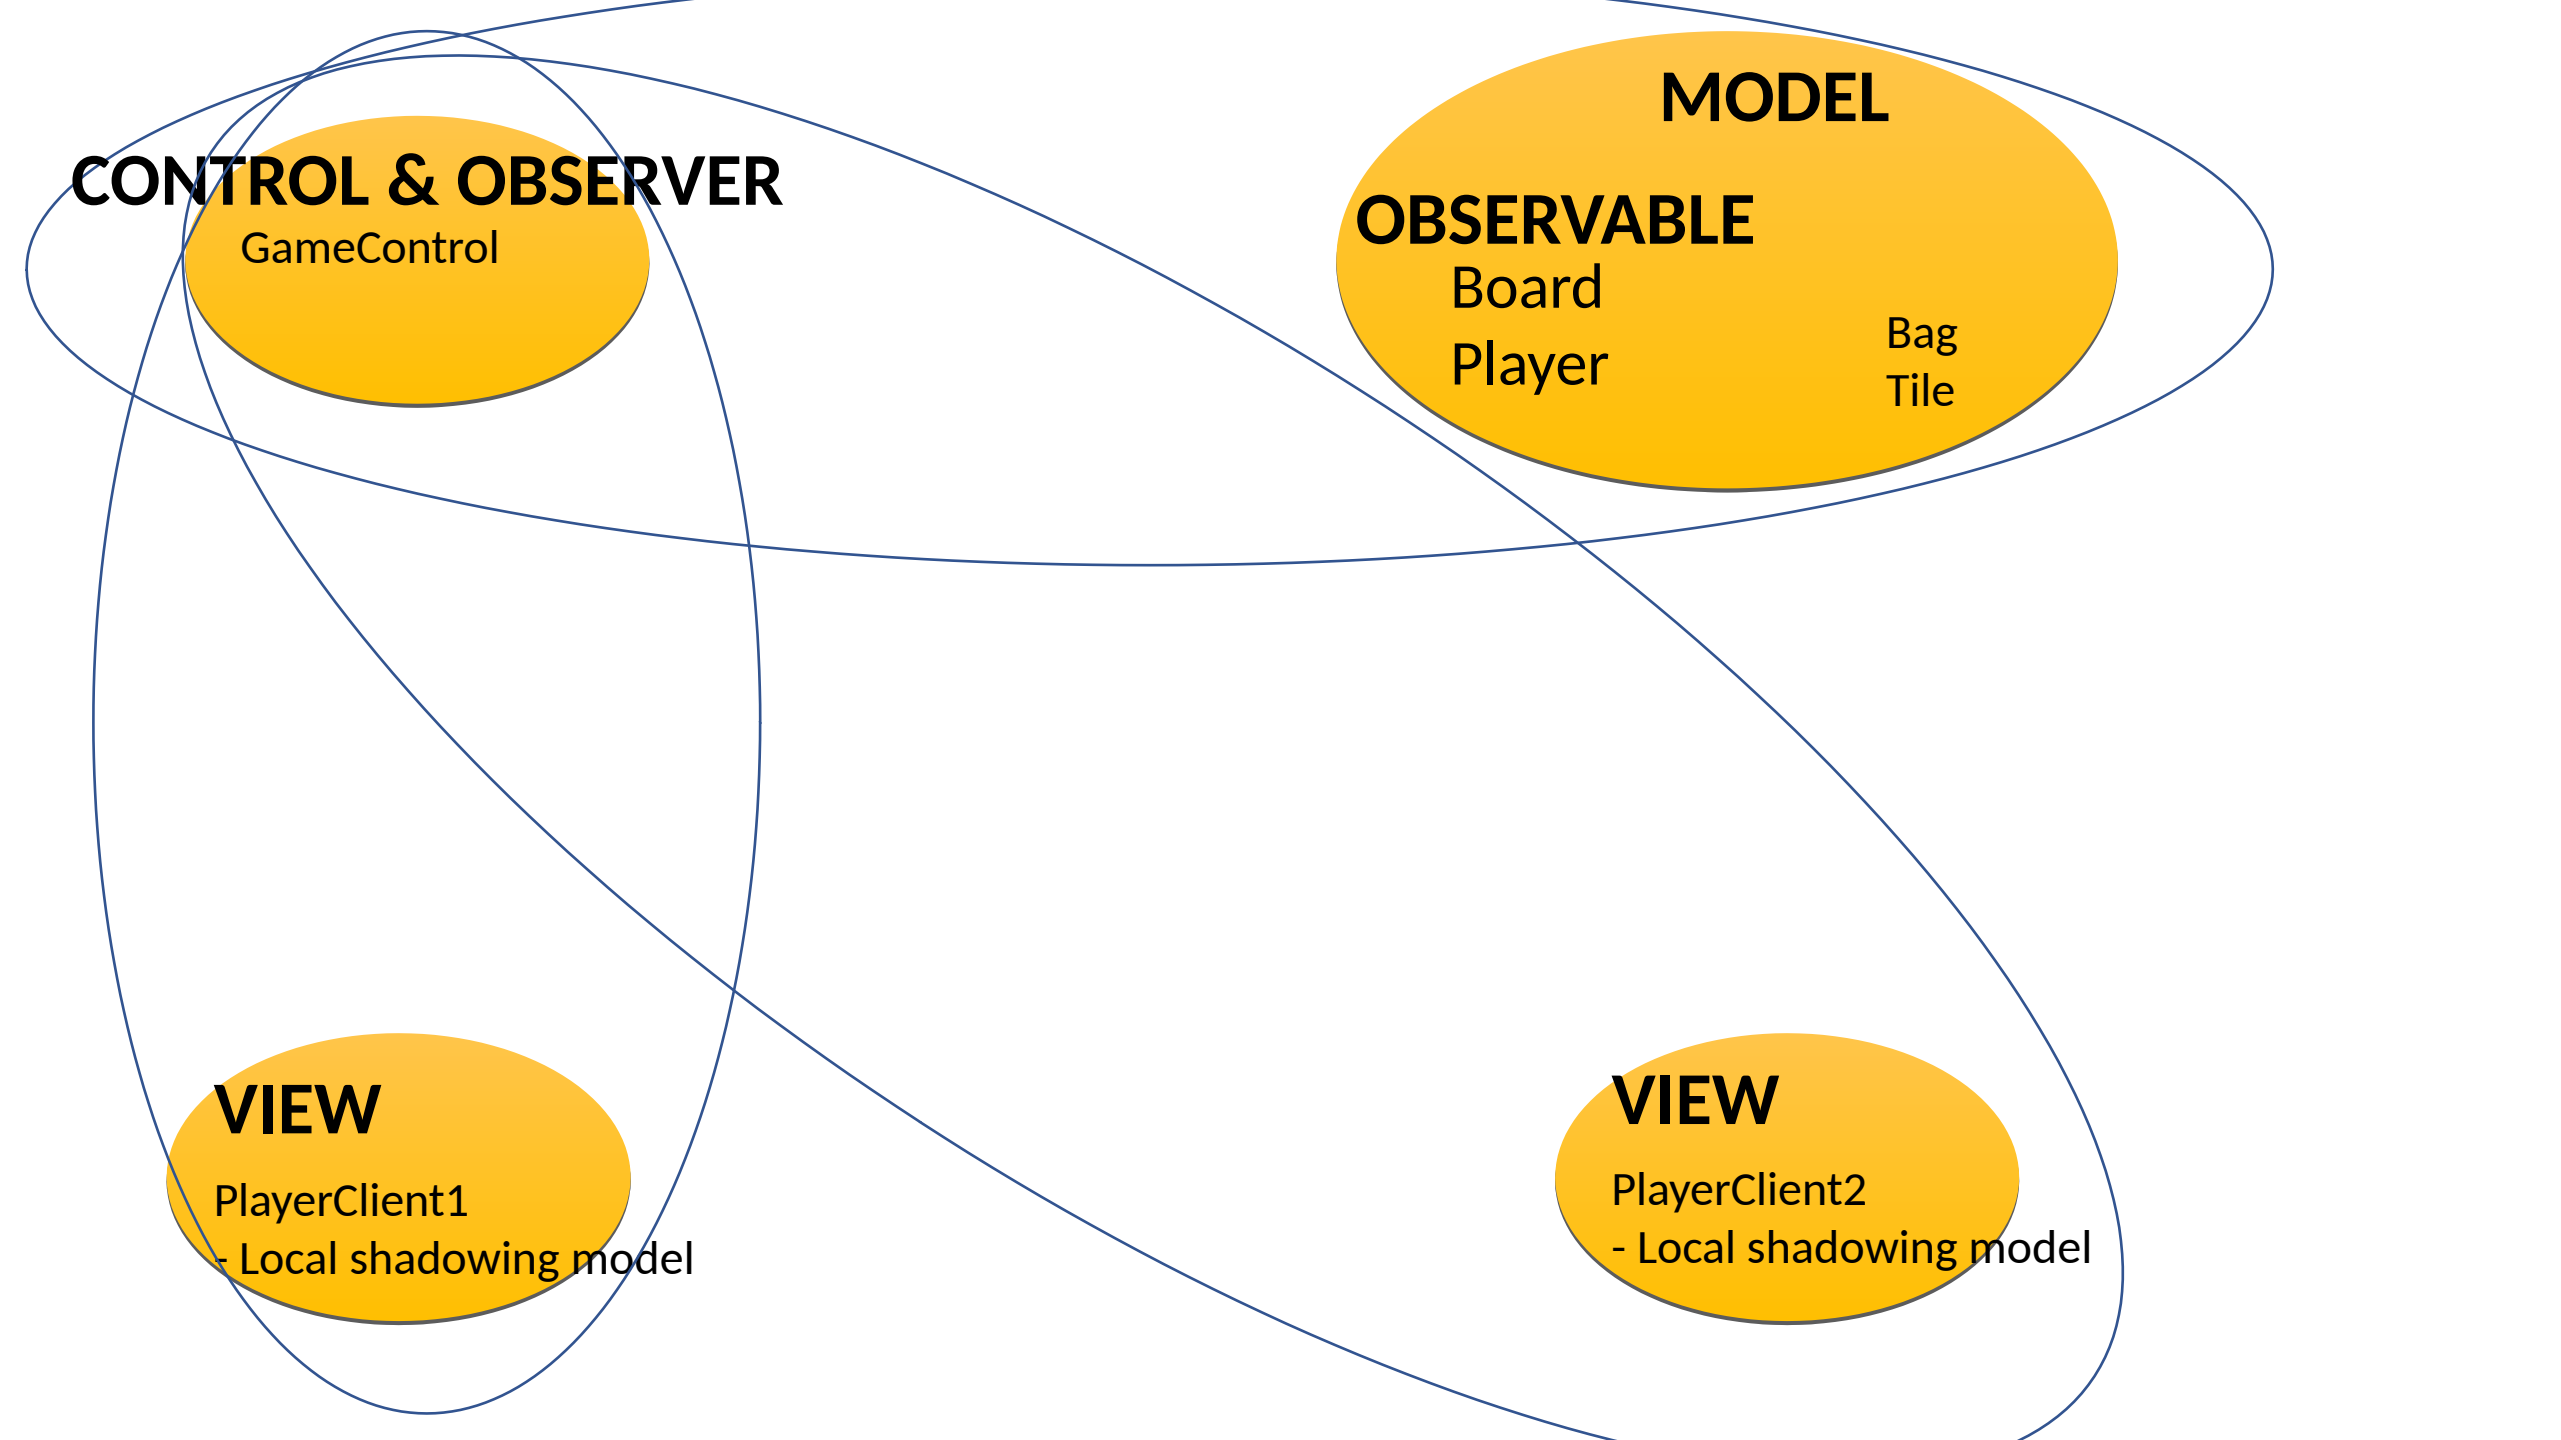 CONTROL & OBSERVER
GameControl
MODEL
OBSERVABLE
Board
Player
Bag
Tile
VIEW
PlayerClient1
- Local shadowing model
VIEW
PlayerClient2
- Local shadowing model